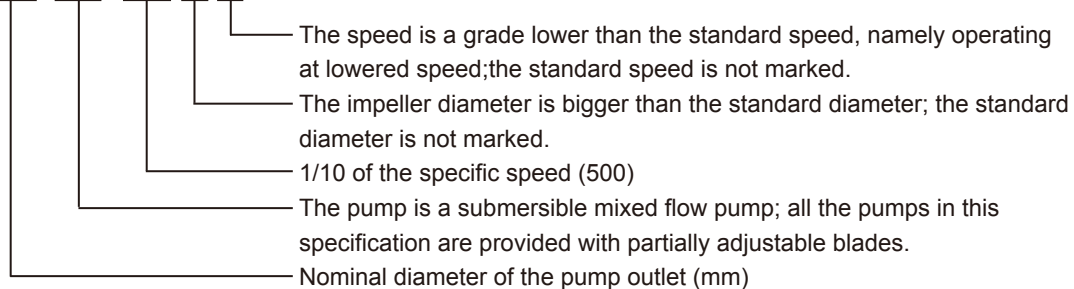 The speed is a grade lower than the standard speed, namely operating
at lowered speed;the standard speed is not marked.
The impeller diameter is bigger than the standard diameter; the standard
diameter is not marked.
1/10 of the specific speed (500)
The pump is a submersible mixed flow pump; all the pumps in this
specification are provided with partially adjustable blades.
Nominal diameter of the pump outlet (mm)